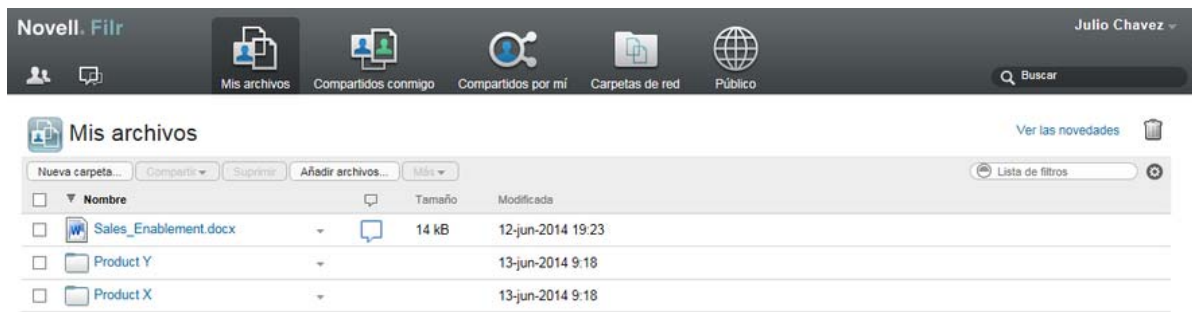 Novell. Filr
Julio Chavez
Mis archivos Compartidos conmigo Compartidos por mí Carpetas de red Público
Buscar
Mis archivos
Ver las novedades
Nueva carpeta... Compartir Suprimir Añadir archivos... Más
Lista de filtros
Nombre Tamaño Modificada
Sales_Enablement.docx 14 kB 12-jun-2014 19:23
Product Y 13-jun-2014 9:18
Product X 13-jun-2014 9:18